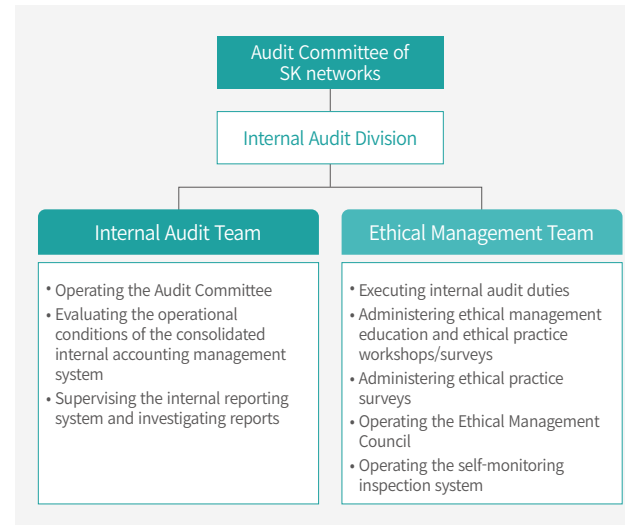 Audit Committee of
SK networks
Internal Audit Division
Internal Audit Team
• Operating the Audit Committee
• Evaluating the operational
conditions of the consolidated
internal accounting management
system
• Supervising the internal reporting
system and investigating reports
Ethical Management Team
• Executing internal audit duties
• Administering ethical management
education and ethical practice
workshops/surveys
• Administering ethical practice
surveys
• Operating the Ethical Management
Council
• Operating the self-monitoring
inspection system